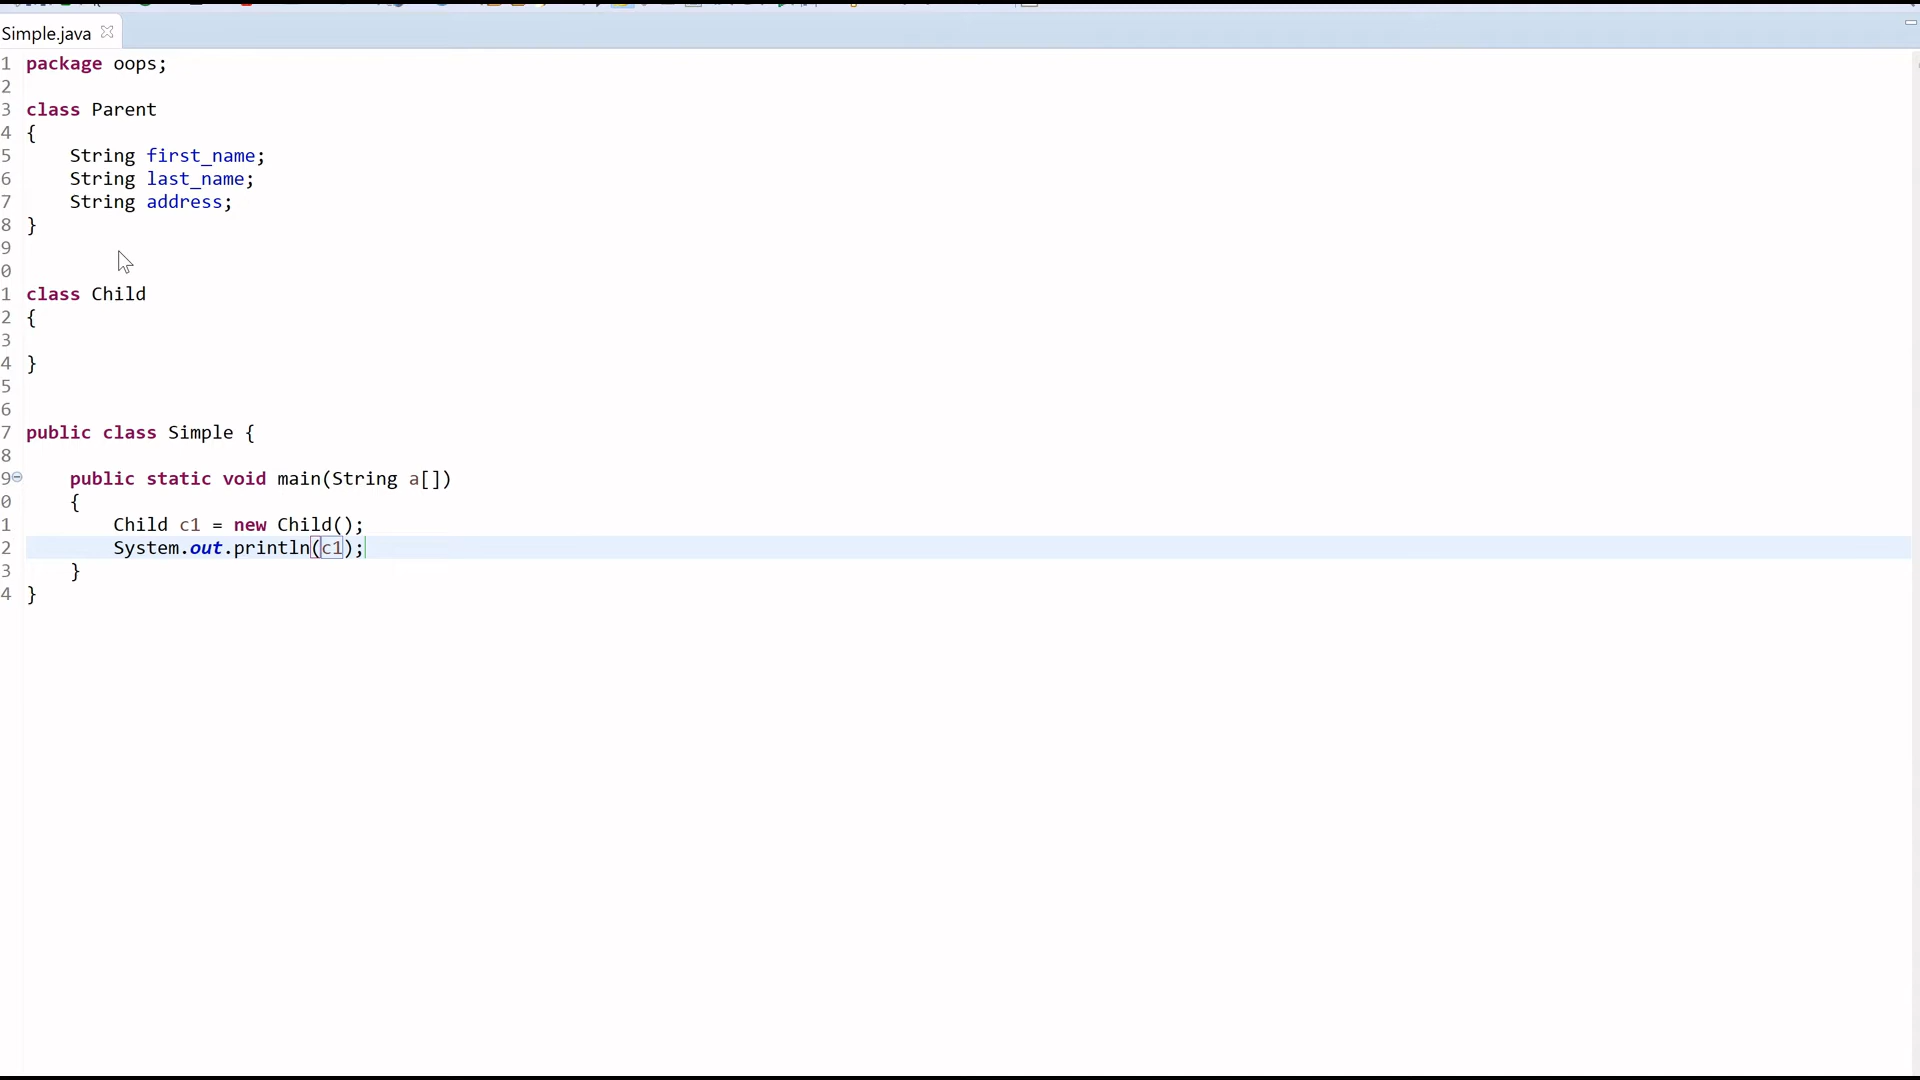 Simple.java
1 package oops;
2
3 class Parent
4 {
5 String first_name;
6 String last_name;
7 String address;
8 }
9
0
1 class Child
2 {
3
4 }
5
6
7 public class Simple {
8
9 public static void main(String a[])
0 {
1 Child c1 = new Child();
2 System.out.println(c1);
3 }
4 }